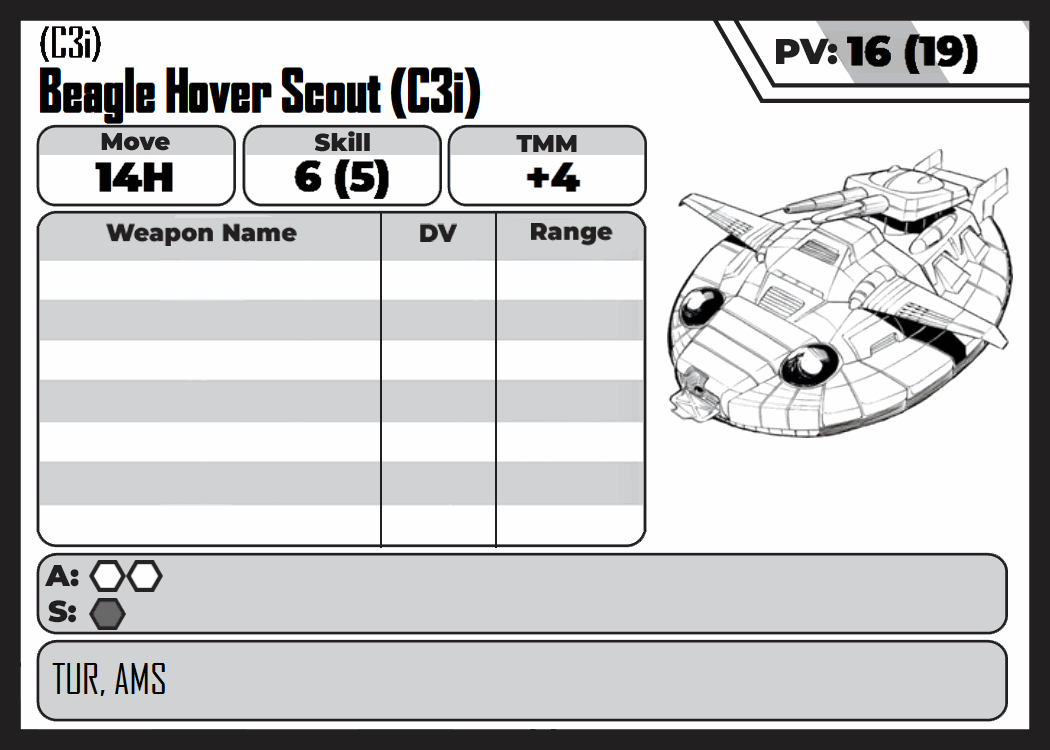 (C3i)
Beagle Hover Scout (C3i)
PV: 16 (19)
Move Skill TMM
14H 6 (5) +4
Weapon Name DV Range
A:
S:
TUR, AMS